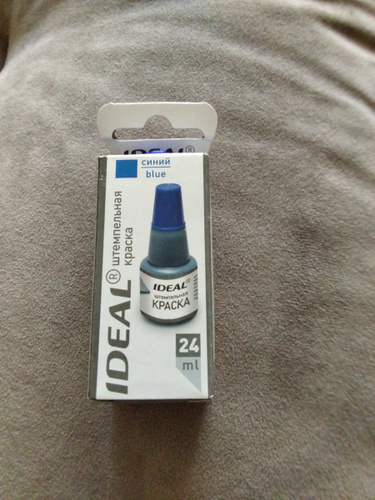 IDEAL
синий
blue
IDEAL®
штемпельная
краска
IDEAL®
штемпельная
КРАСКА
24
ml